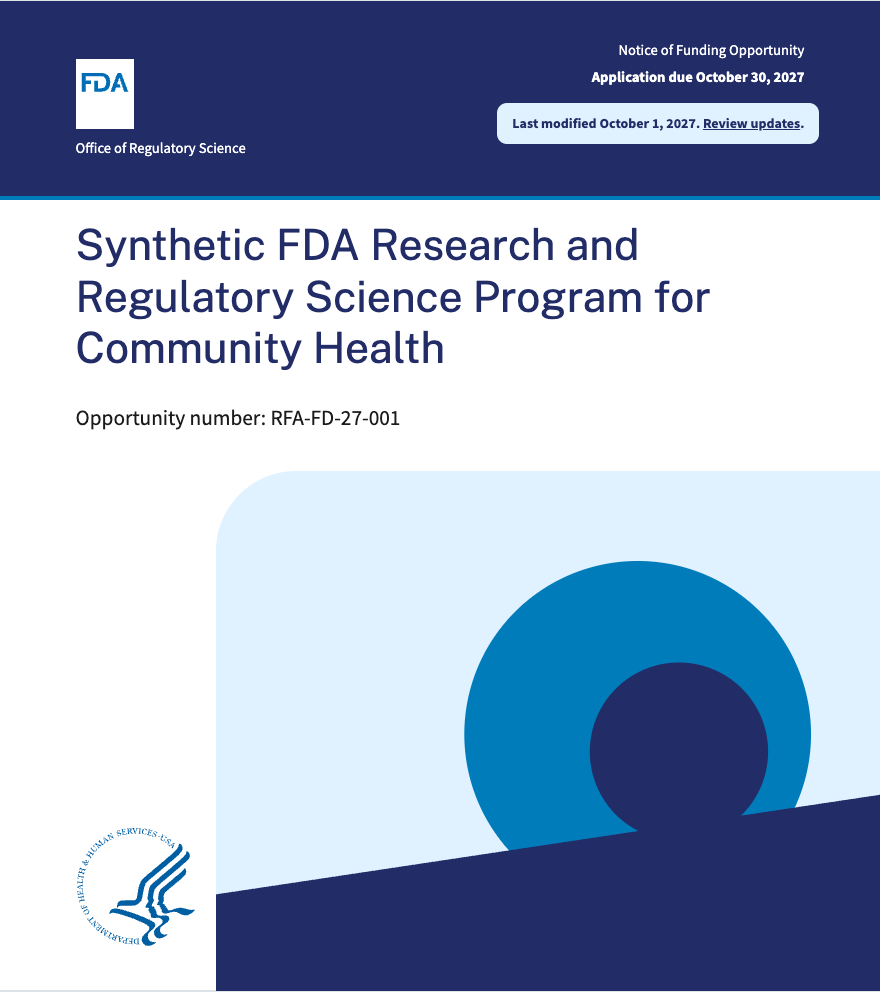 FDA
Office of Regulatory Science
Notice of Funding Opportunity
Application due October 30, 2027
Last modified October 1, 2027. Review updates.
Synthetic FDA Research and
Regulatory Science Program for
Community Health
Opportunity number: RFA-FD-27-001
DEPARTMENT OF HEALTH & HUMAN SERVICES·USA